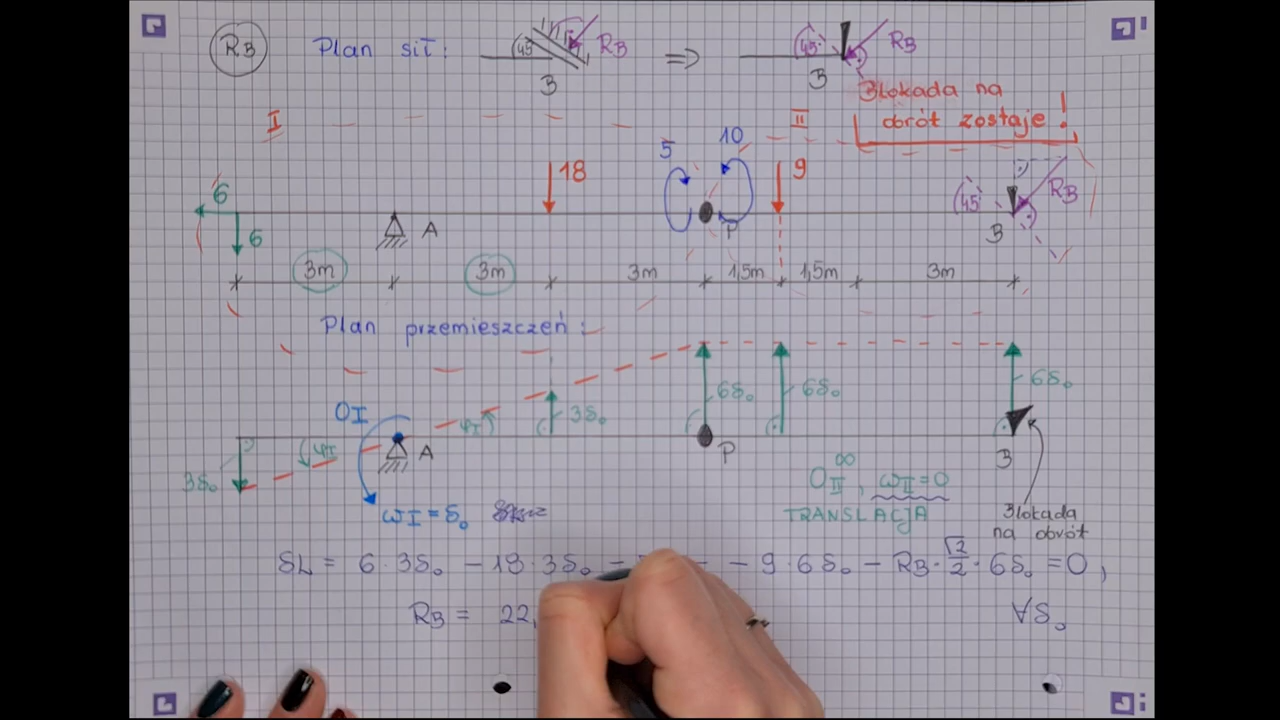 RB Plan sił: 45° RB B ⇒ 45° RB B
Blokada na
obrót zostaje!
I II
5 10
6 18 9 45° RB
6 A P B
3m 3m 3m 1,5m 1,5m 3m
Plan przemieszczeń:
6δ₀ 6δ₀ 6δ₀
OI 3δ₀
φI φI
3δ₀ A P B
OII∞, ωII=0
ωI=δ₀
TRANSLACJA
Blokada
na obrót
δL = 6·3δ₀ -18·3δ₀ - - 9·6δ₀ - RB·√2/2·6δ₀ =0,
RB = 22, ∀δ₀